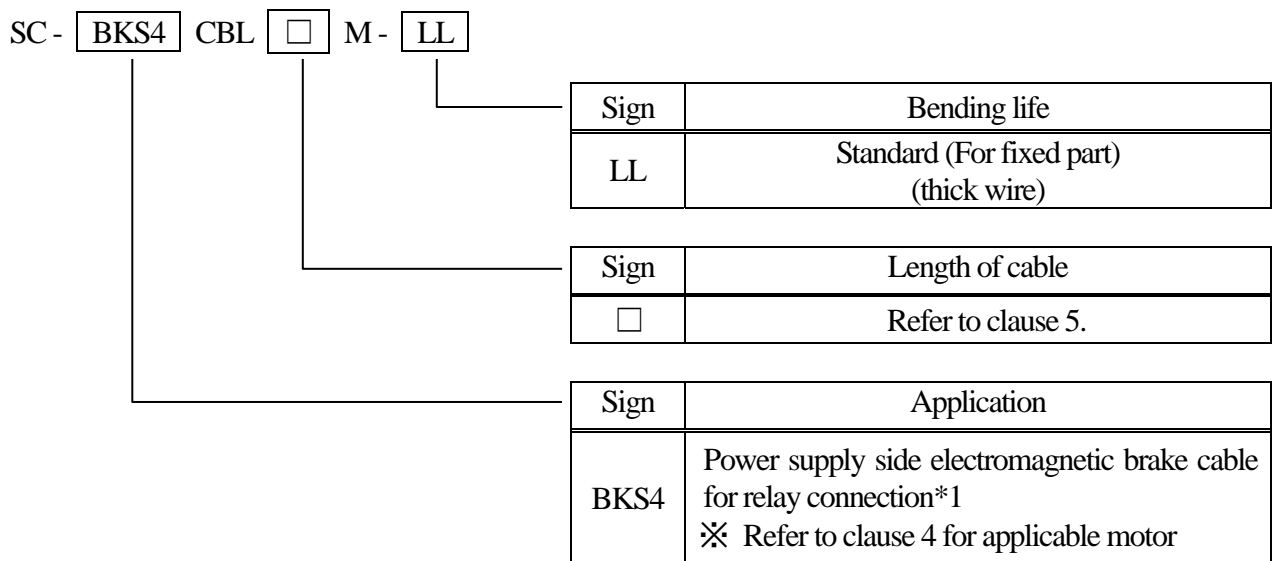 SC - BKS4 CBL □ M - LL
Sign Bending life
LL Standard (For fixed part)
(thick wire)
Sign Length of cable
□ Refer to clause 5.
Sign Application
BKS4 Power supply side electromagnetic brake cable
for relay connection*1
※ Refer to clause 4 for applicable motor